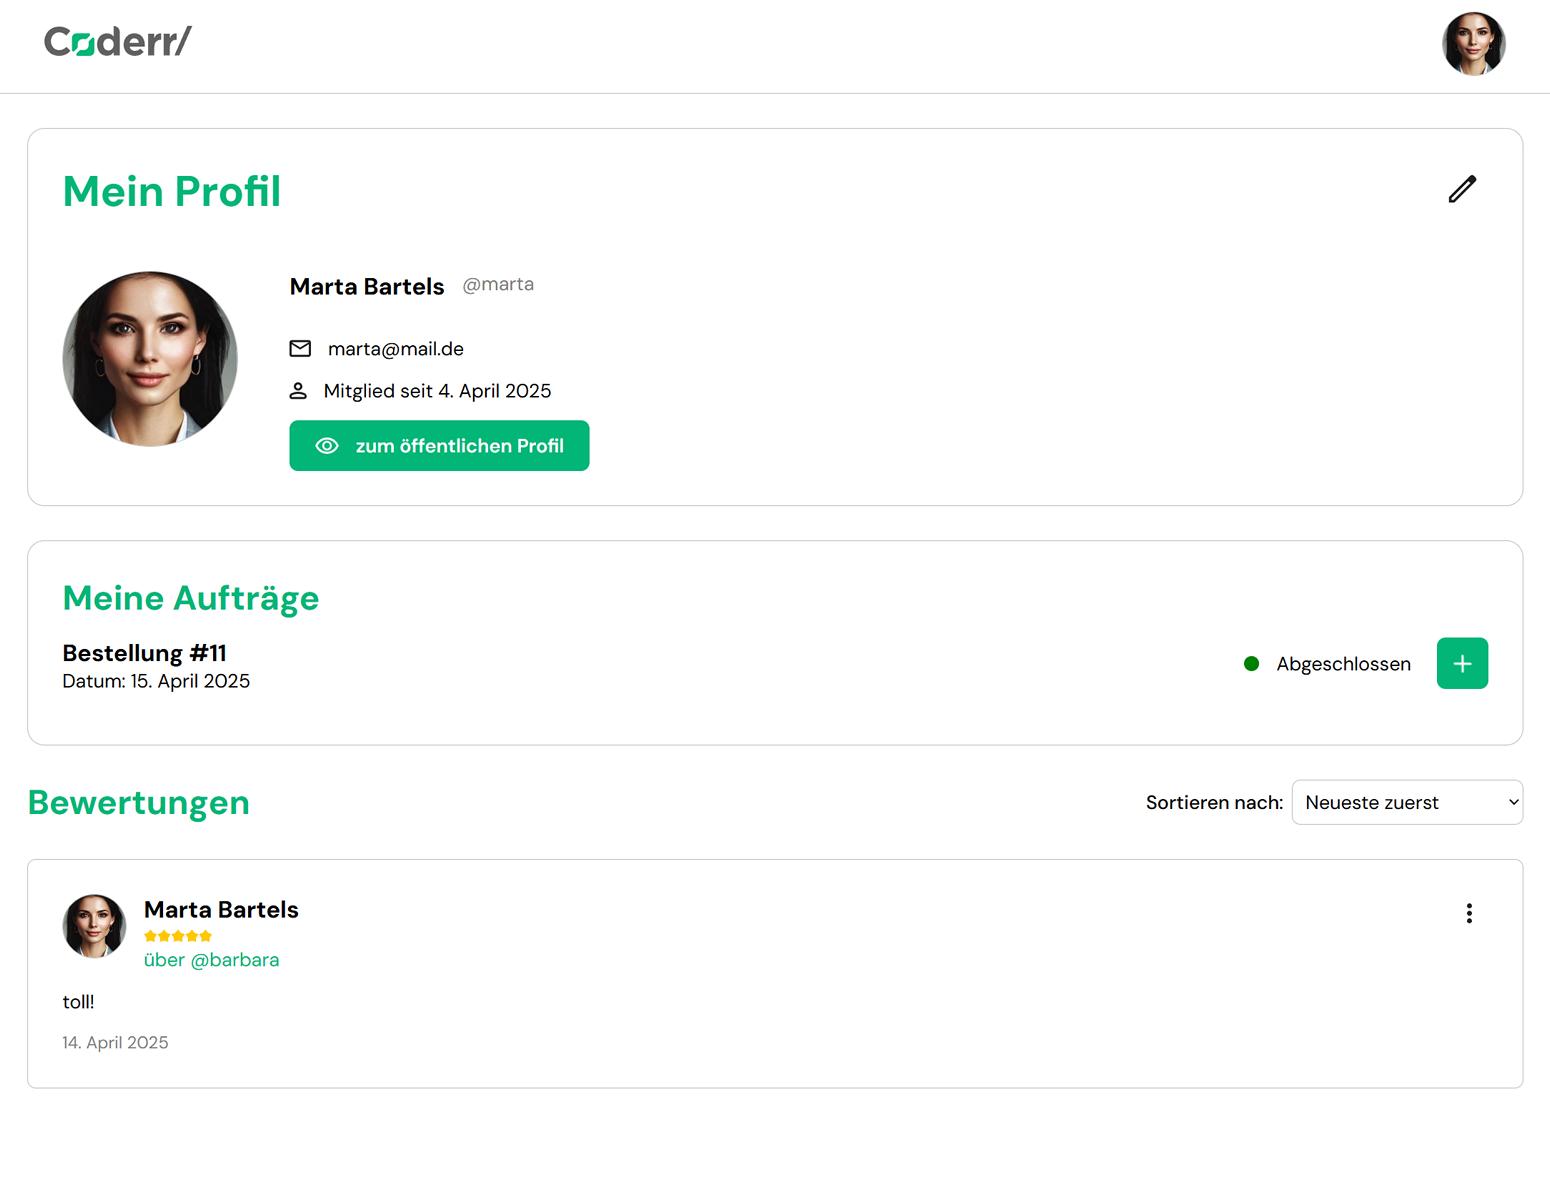 Coderr/
Mein Profil
Marta Bartels @marta
marta@mail.de
Mitglied seit 4. April 2025
zum öffentlichen Profil
Meine Aufträge
Bestellung #11
Datum: 15. April 2025
Abgeschlossen
Bewertungen
Sortieren nach: Neueste zuerst
Marta Bartels
über @barbara
toll!
14. April 2025